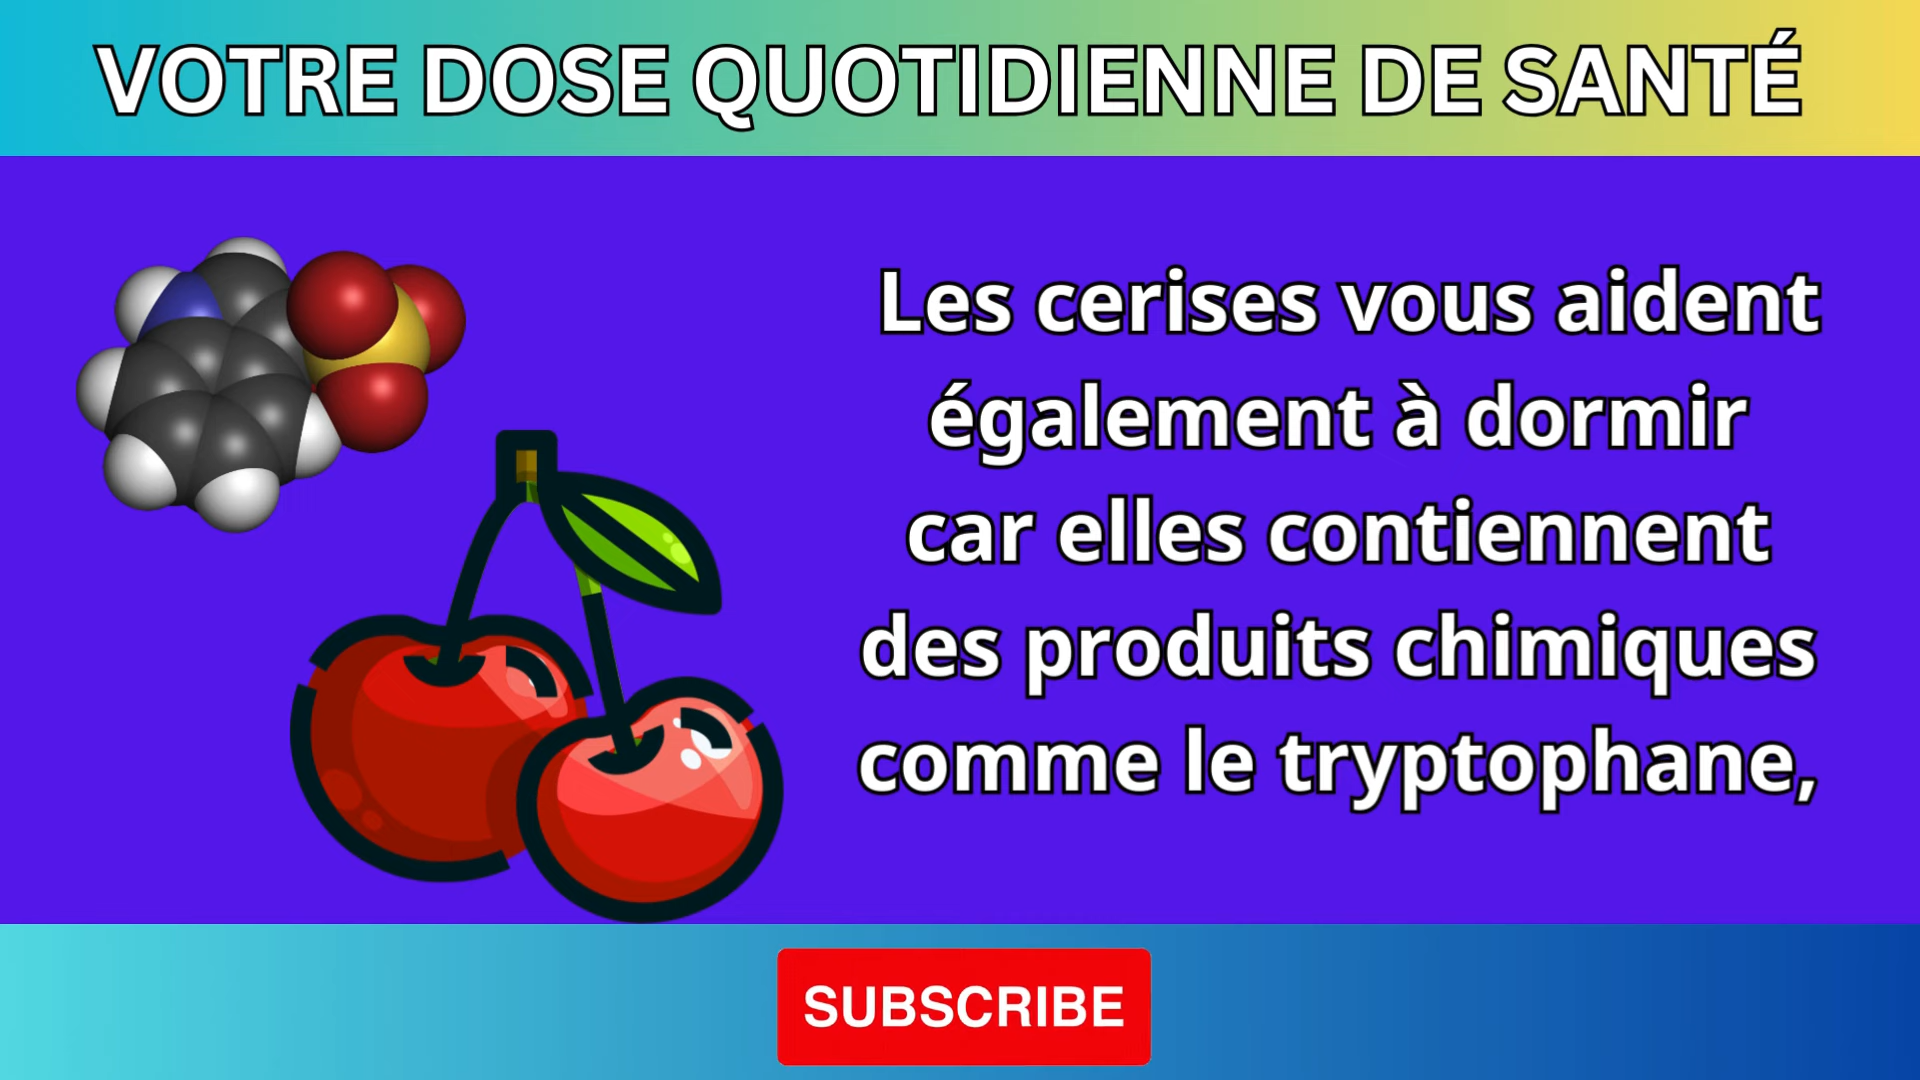 VOTRE DOSE QUOTIDIENNE DE SANTÉ
Les cerises vous aident
également à dormir
car elles contiennent
des produits chimiques
comme le tryptophane,
SUBSCRIBE